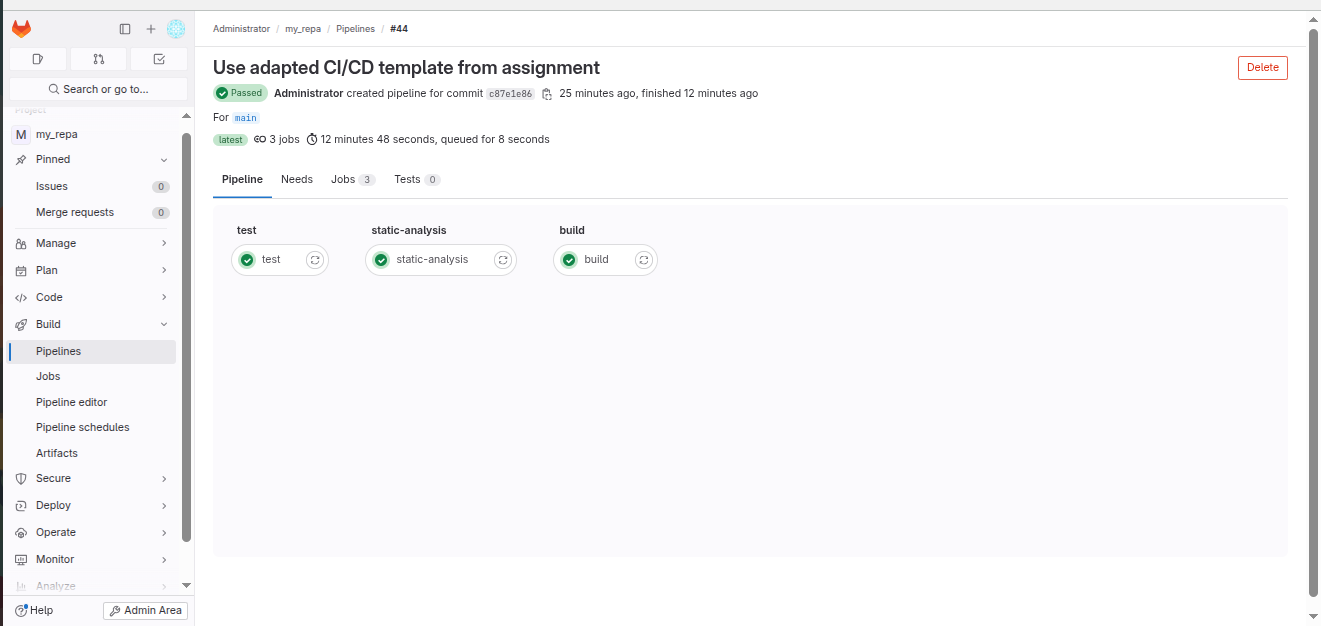 Administrator / my_repa / Pipelines / #44
Use adapted CI/CD template from assignment
Delete
Passed Administrator created pipeline for commit c87e1e86 25 minutes ago, finished 12 minutes ago
For main
latest 3 jobs 12 minutes 48 seconds, queued for 8 seconds
Pipeline Needs Jobs 3 Tests 0
test static-analysis build
test static-analysis build
Search or go to...
Project
M my_repa
Pinned
Issues 0
Merge requests 0
Manage
Plan
Code
Build
Pipelines
Jobs
Pipeline editor
Pipeline schedules
Artifacts
Secure
Deploy
Operate
Monitor
Analyze
Help Admin Area